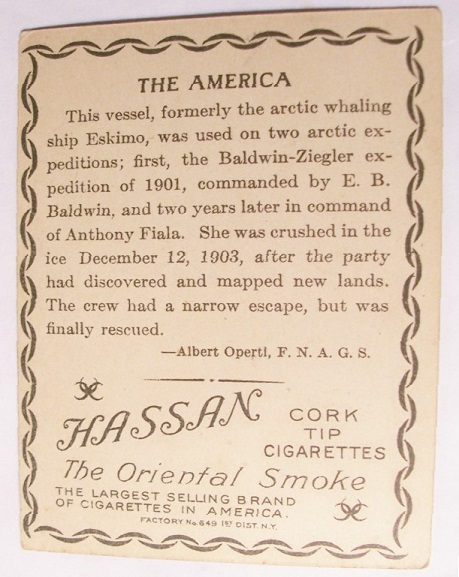 THE AMERICA
This vessel, formerly the arctic whaling
ship Eskimo, was used on two arctic ex-
peditions; first, the Baldwin-Ziegler ex-
pedition of 1901, commanded by E. B.
Baldwin, and two years later in command
of Anthony Fiala. She was crushed in the
ice December 12, 1903, after the party
had discovered and mapped new lands.
The crew had a narrow escape, but was
finally rescued.
—Albert Operti, F. N. A. G. S.
HASSAN CORK
TIP
CIGARETTES
The Oriental Smoke
THE LARGEST SELLING BRAND
OF CIGARETTES IN AMERICA.
FACTORY No. 649 1ST DIST. N.Y.